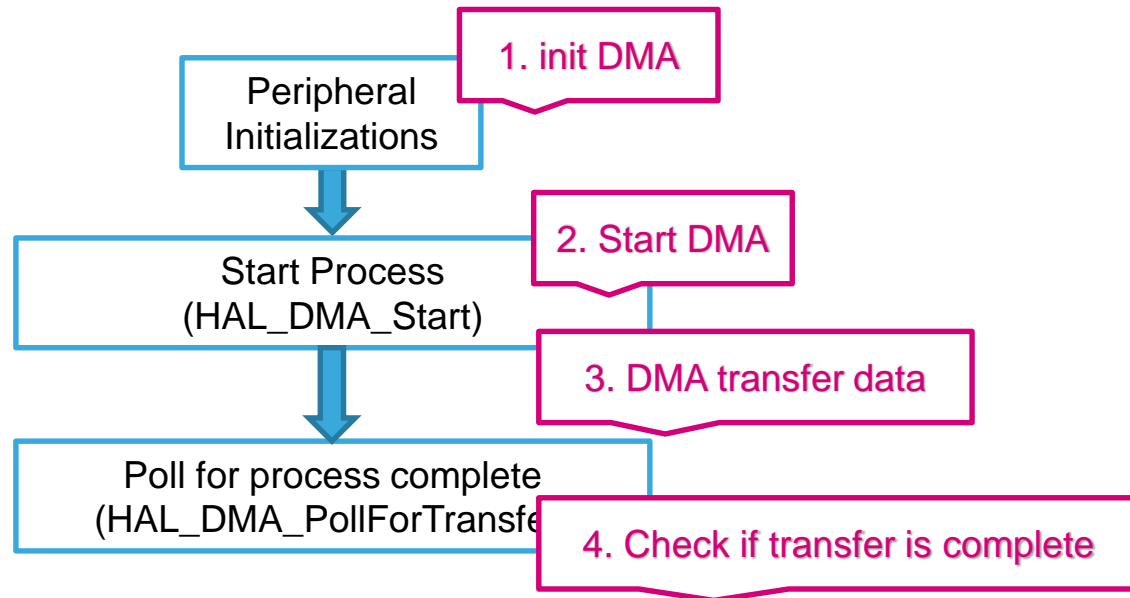 1. init DMA
Peripheral
Initializations
2. Start DMA
Start Process
(HAL_DMA_Start)
3. DMA transfer data
Poll for process complete
(HAL_DMA_PollForTransfe
4. Check if transfer is complete